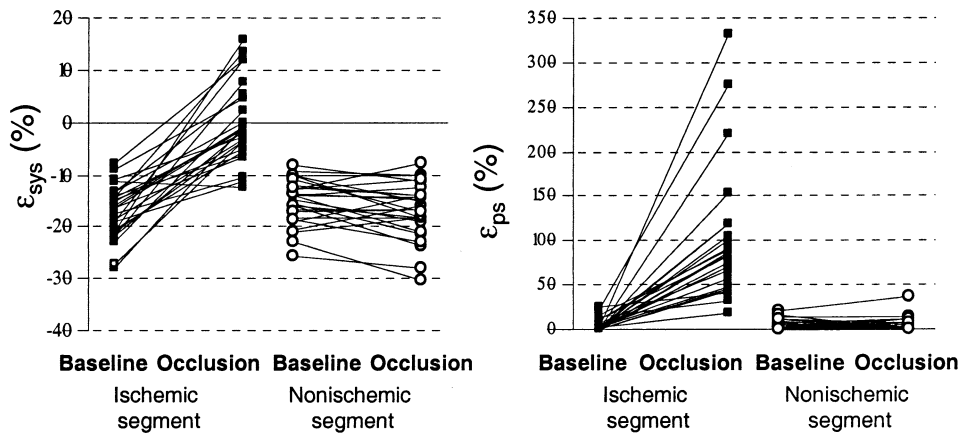 20
10
0
-10
-20
-30
-40
εsys (%)
Baseline Occlusion
Ischemic
segment
Baseline Occlusion
Nonischemic
segment
350
300
250
200
150
100
50
0
εps (%)
Baseline Occlusion
Ischemic
segment
Baseline Occlusion
Nonischemic
segment